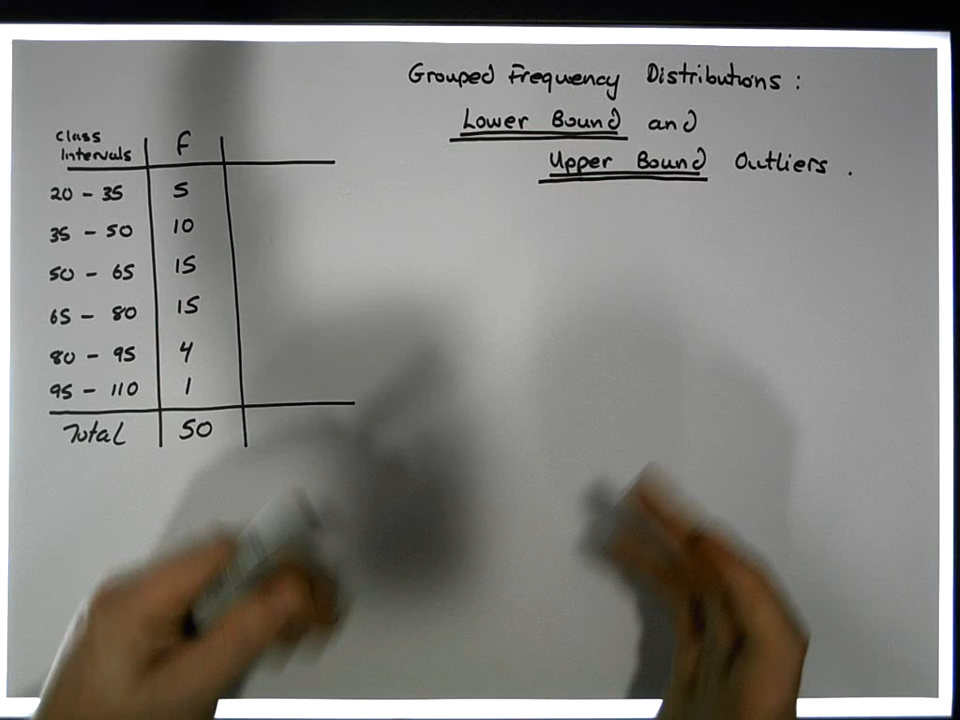 Grouped Frequency Distributions :
Lower Bound and
Upper Bound Outliers .
Class Intervals f
20 - 35 5
35 - 50 10
50 - 65 15
65 - 80 15
80 - 95 4
95 - 110 1
Total 50